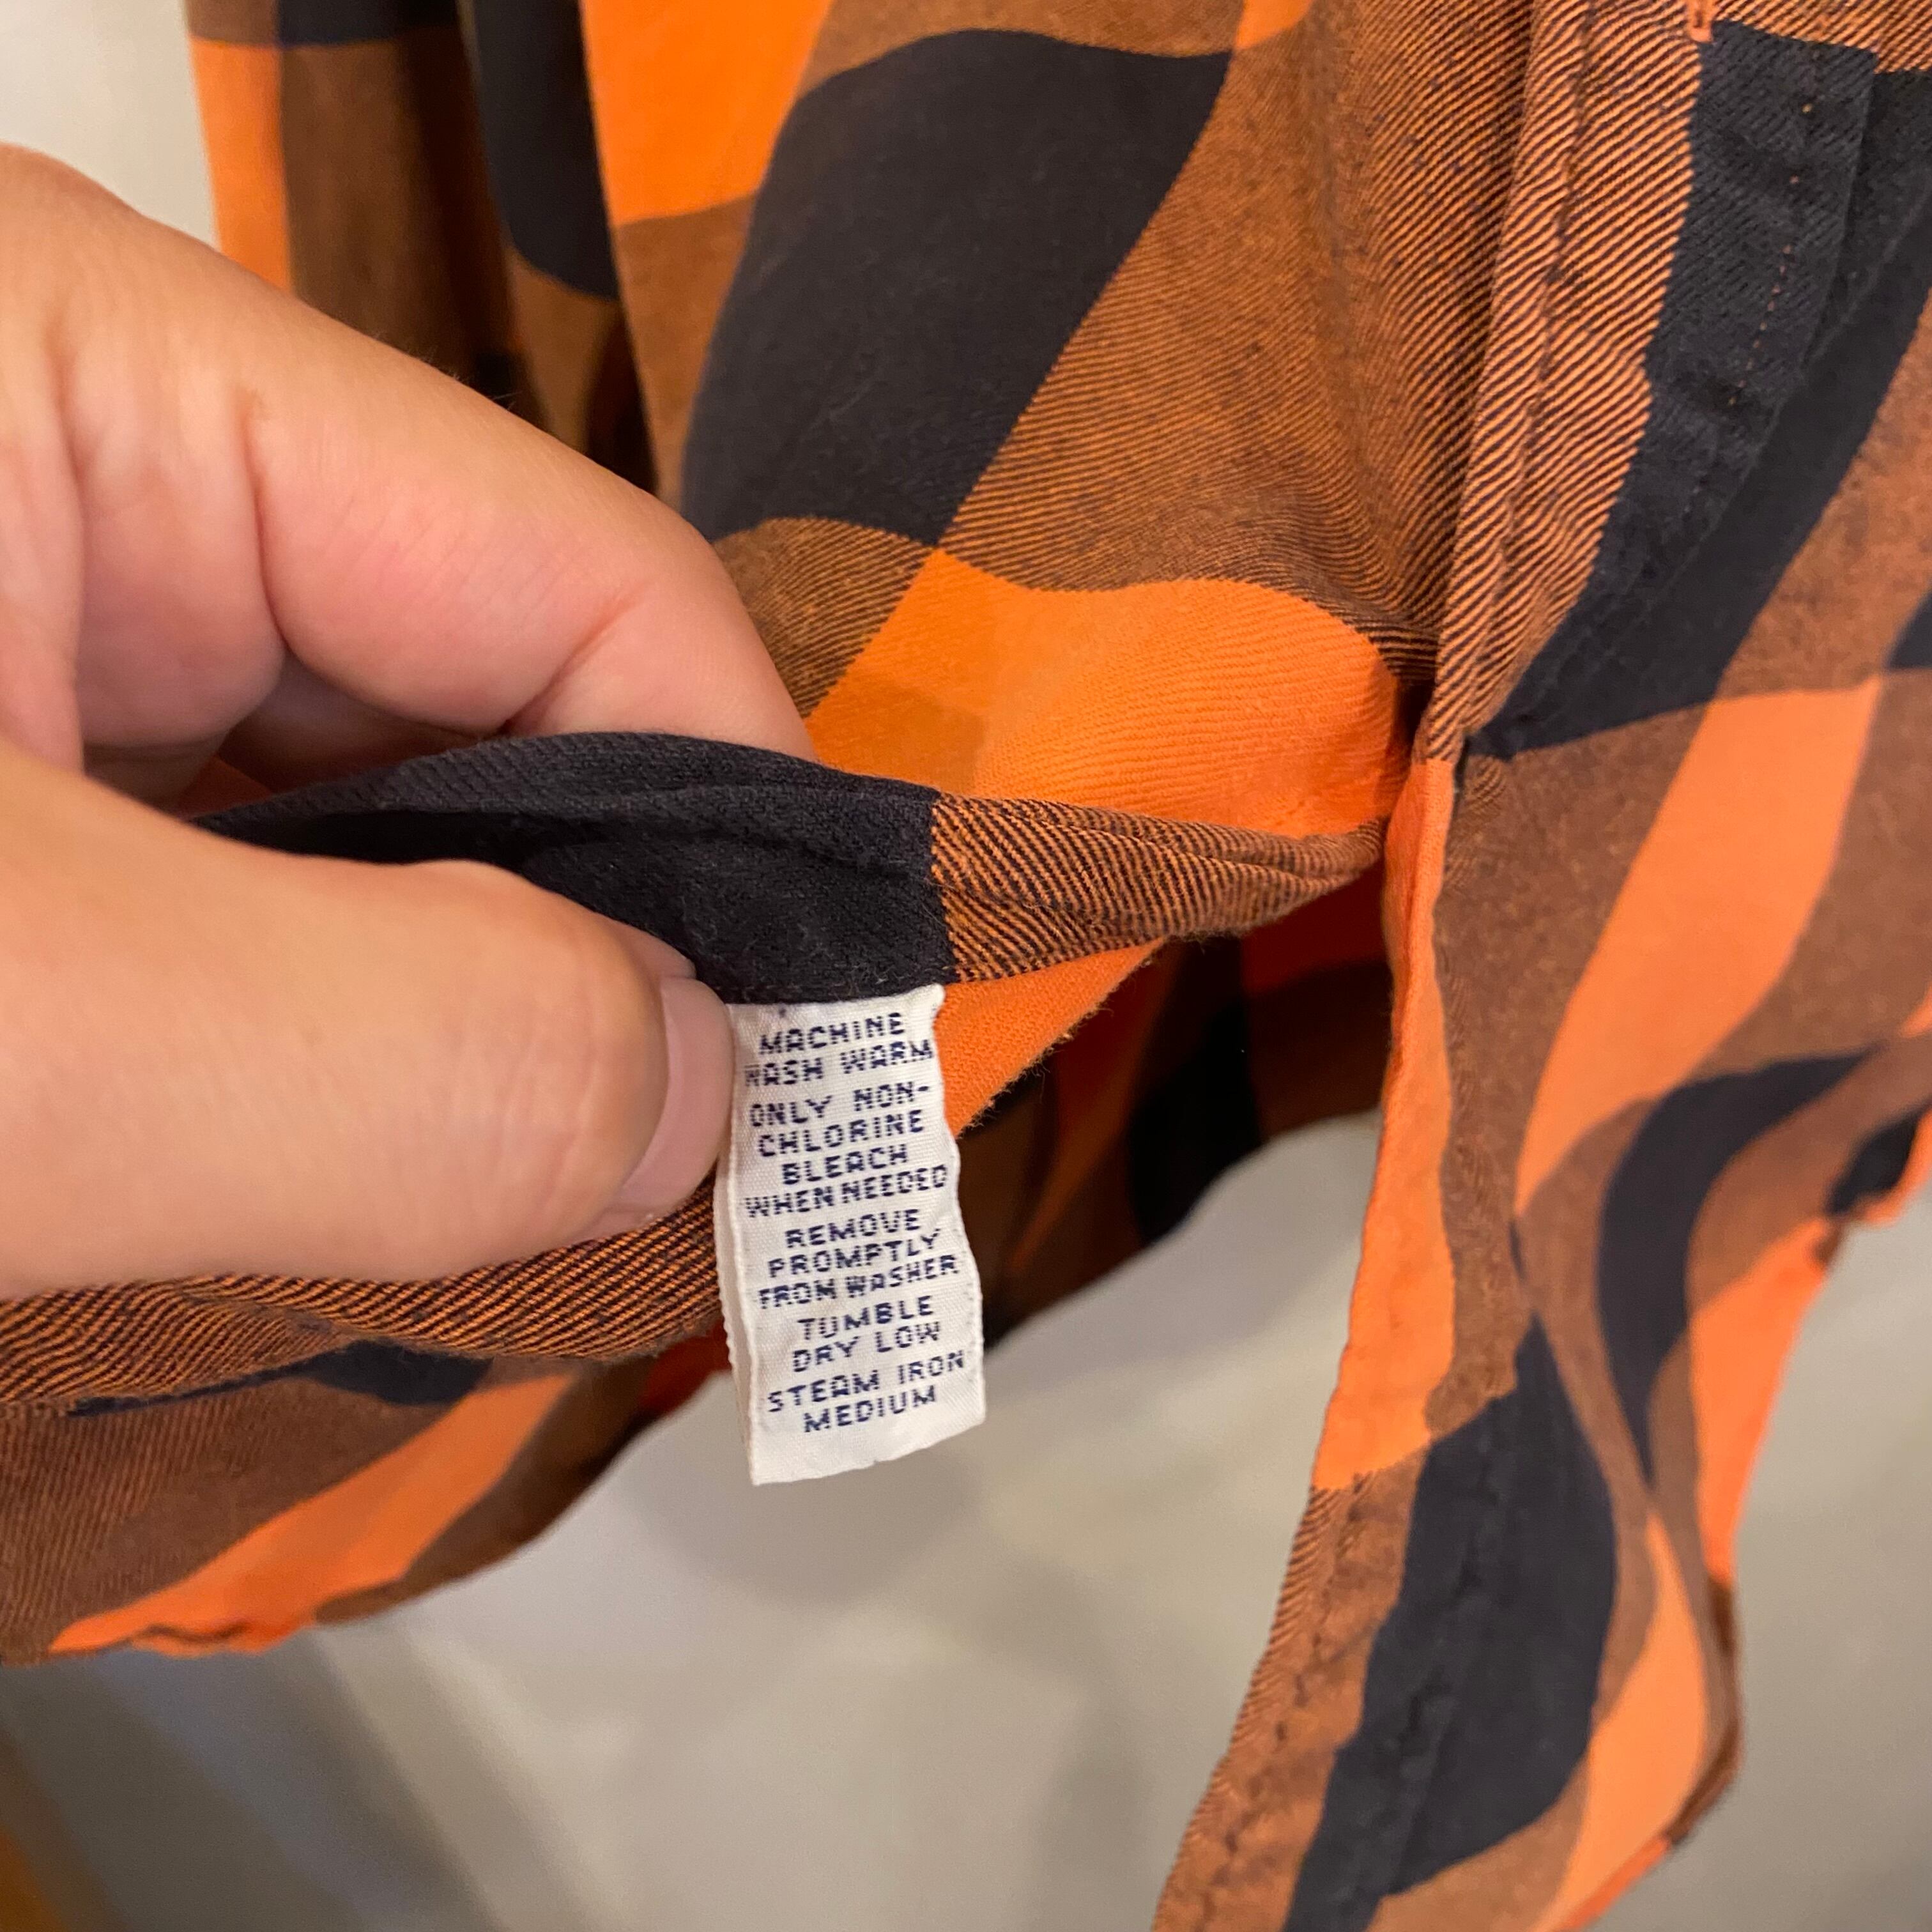 MACHINE
WASH WARM
ONLY NON-
CHLORINE
BLEACH
WHEN NEEDED
REMOVE
PROMPTLY
FROM WASHER
TUMBLE
DRY LOW
STEAM IRON
MEDIUM